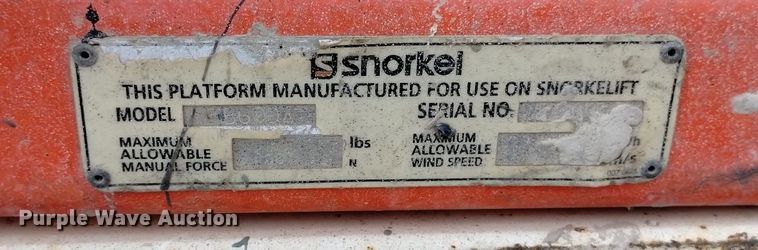 snorkel
THIS PLATFORM MANUFACTURED FOR USE ON SNORKELIFT
MODEL SERIAL NO.
MAXIMUM ALLOWABLE MANUAL FORCE lbs N
MAXIMUM ALLOWABLE WIND SPEED
Purple Wave Auction